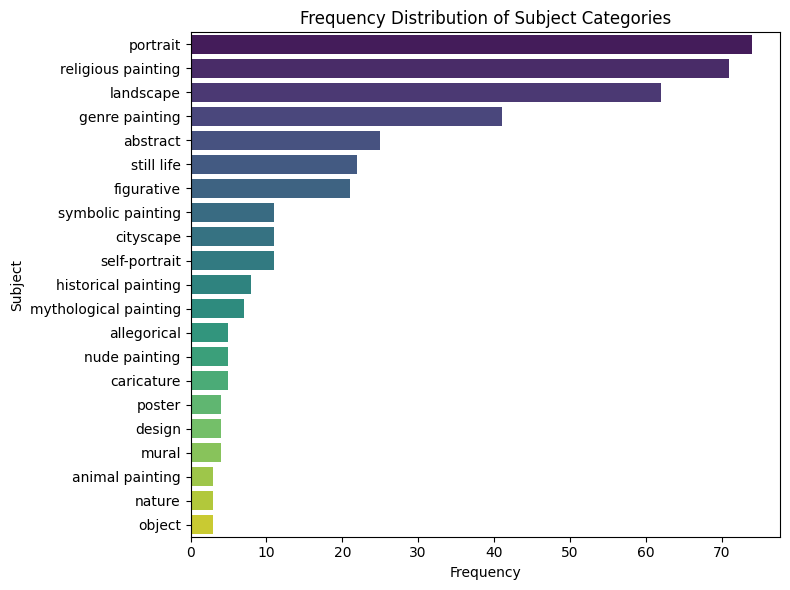 Frequency Distribution of Subject Categories
portrait
religious painting
landscape
genre painting
abstract
still life
figurative
symbolic painting
cityscape
self-portrait
historical painting
mythological painting
allegorical
nude painting
caricature
poster
design
mural
animal painting
nature
object
Subject
0 10 20 30 40 50 60 70
Frequency